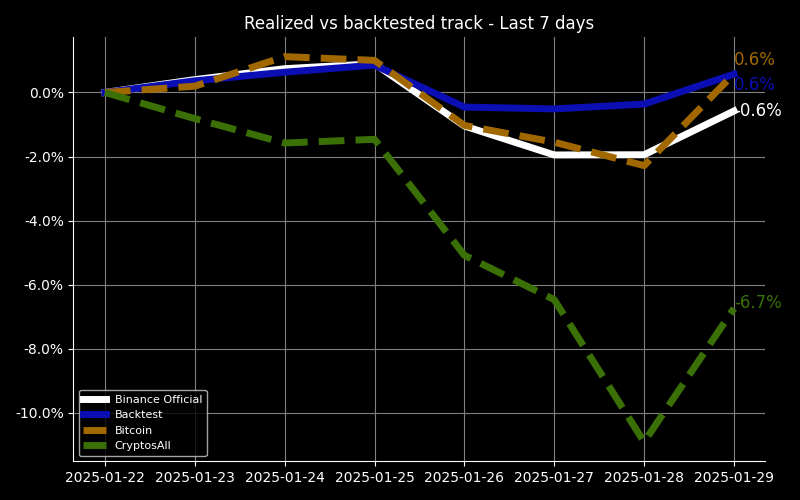 Realized vs backtested track - Last 7 days
0.6%
0.6%
-0.6%
-6.7%
0.0%
-2.0%
-4.0%
-6.0%
-8.0%
-10.0%
Binance Official
Backtest
Bitcoin
CryptosAll
2025-01-22 2025-01-23 2025-01-24 2025-01-25 2025-01-26 2025-01-27 2025-01-28 2025-01-29